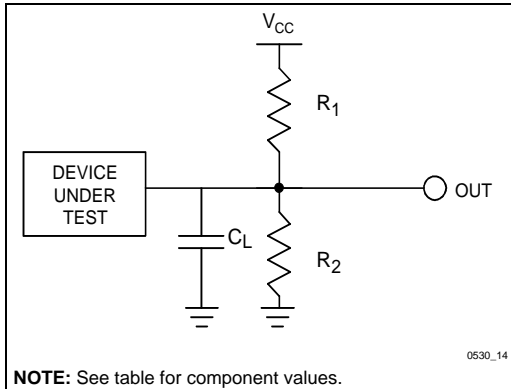 VCC
R1
DEVICE
UNDER
TEST
OUT
CL
R2
0530_14
NOTE: See table for component values.